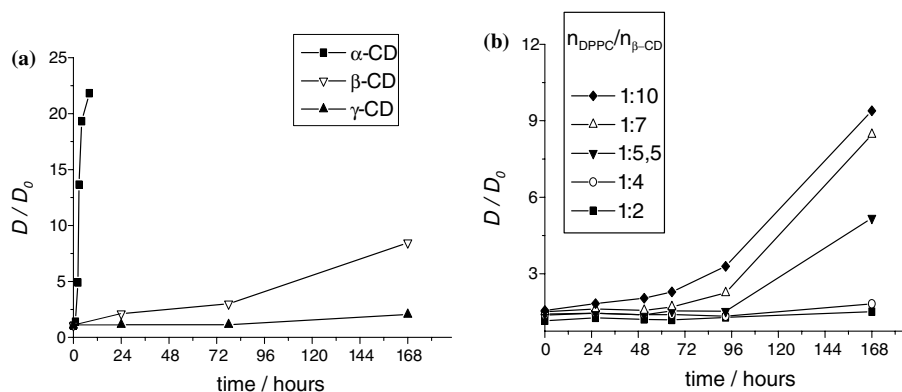 (a)
25
20
15
10
5
0
D / D0
0 24 48 72 96 120 144 168
time / hours
α-CD
β-CD
γ-CD
(b)
12
9
6
3
D / D0
0 24 48 72 96 120 144 168
time / hours
nDPPC/nβ-CD
1:10
1:7
1:5,5
1:4
1:2